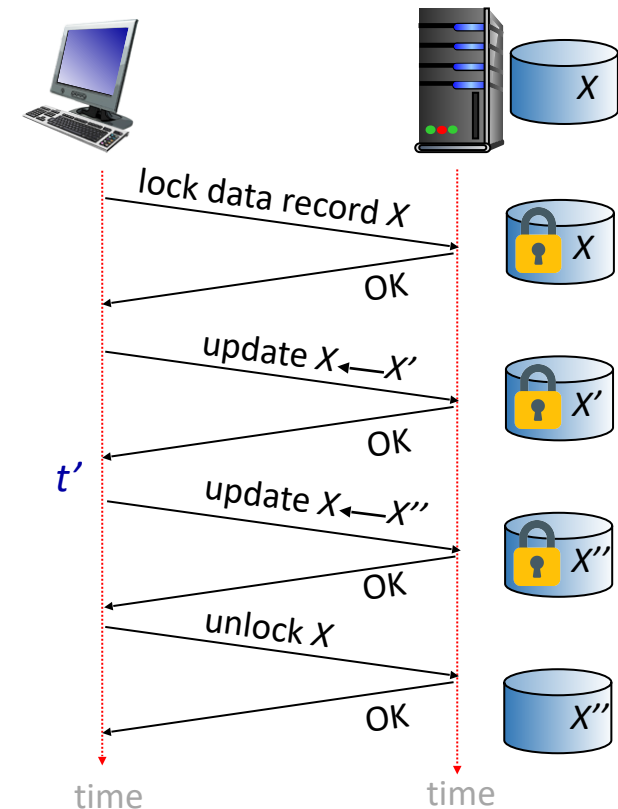 X
lock data record X
X
OK
update X X’
X’
OK
t’
update X X’’
X’’
OK
unlock X
X’’
OK
time
time